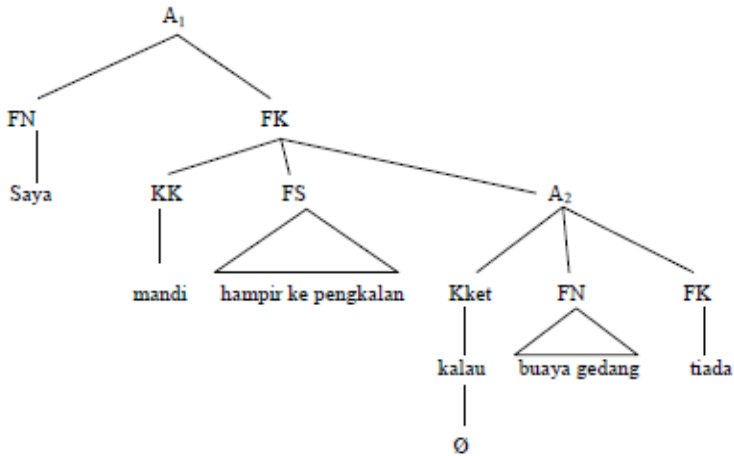 A₁
FN FK
Saya KK FS A₂
mandi hampir ke pengkalan Kket FN FK
kalau buaya gedang tiada
Ø